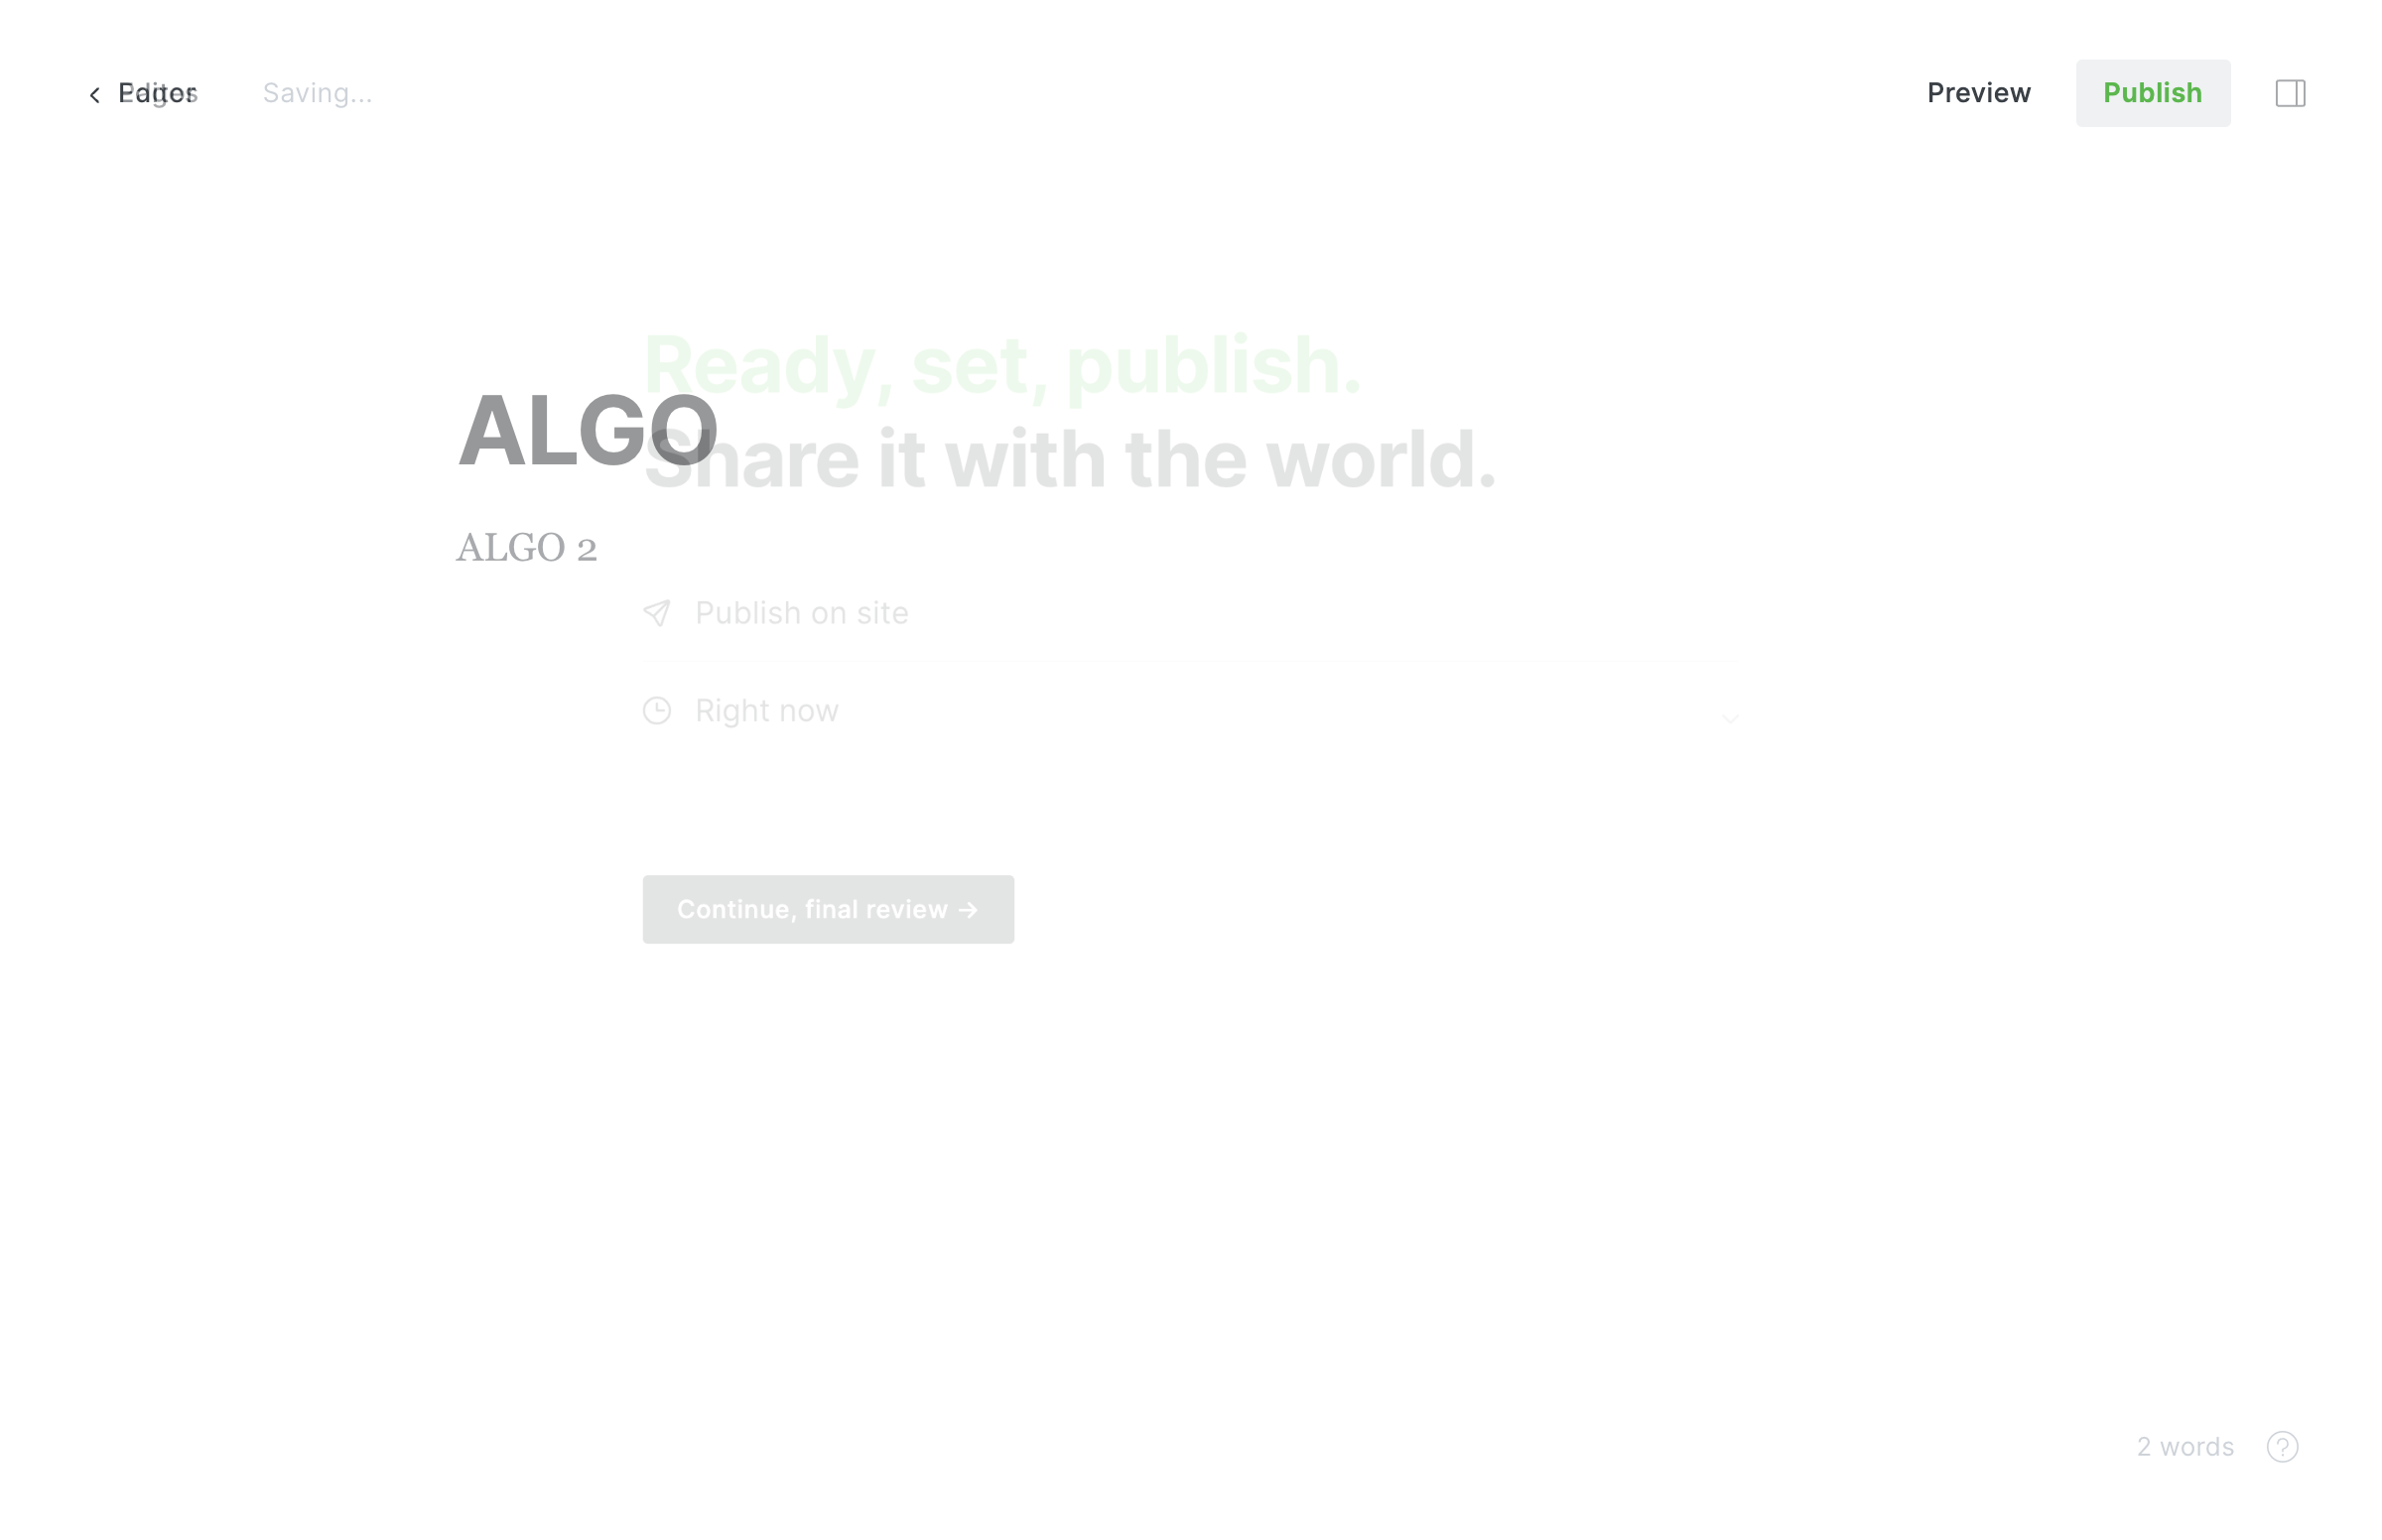 Editor
Saving...
Preview
Publish
Ready, set, publish.
ALGO
Share it with the world.
ALGO 2
Publish on site
Right now
Continue, final review →
2 words